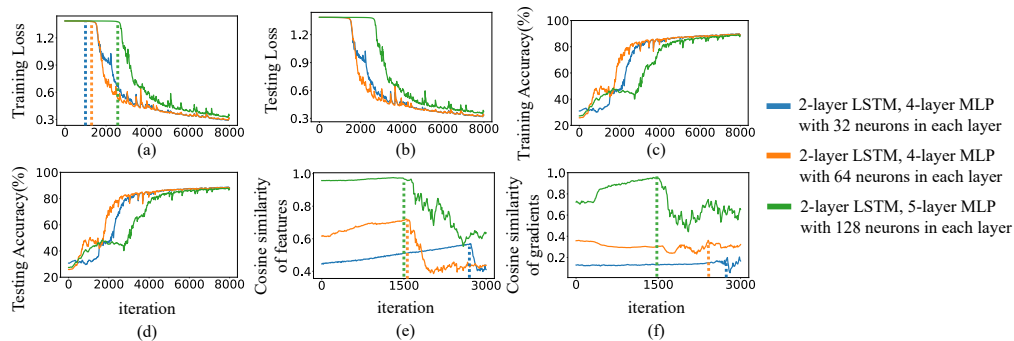 Training Loss
1.2
0.9
0.6
0.3
0 2000 4000 6000 8000
(a)
Testing Loss
1.2
0.9
0.6
0.3
0 2000 4000 6000 8000
(b)
Training Accuracy(%)
100
80
60
40
20
0 2000 4000 6000 8000
(c)
2-layer LSTM, 4-layer MLP
with 32 neurons in each layer
2-layer LSTM, 4-layer MLP
with 64 neurons in each layer
2-layer LSTM, 5-layer MLP
with 128 neurons in each layer
Testing Accuracy(%)
100
80
60
40
20
0 2000 4000 6000 8000
iteration
(d)
Cosine similarity
of features
1.0
0.8
0.6
0.4
0 1500 3000
iteration
(e)
Cosine similarity
of gradients
1.0
0.8
0.6
0.4
0.2
0 1500 3000
iteration
(f)